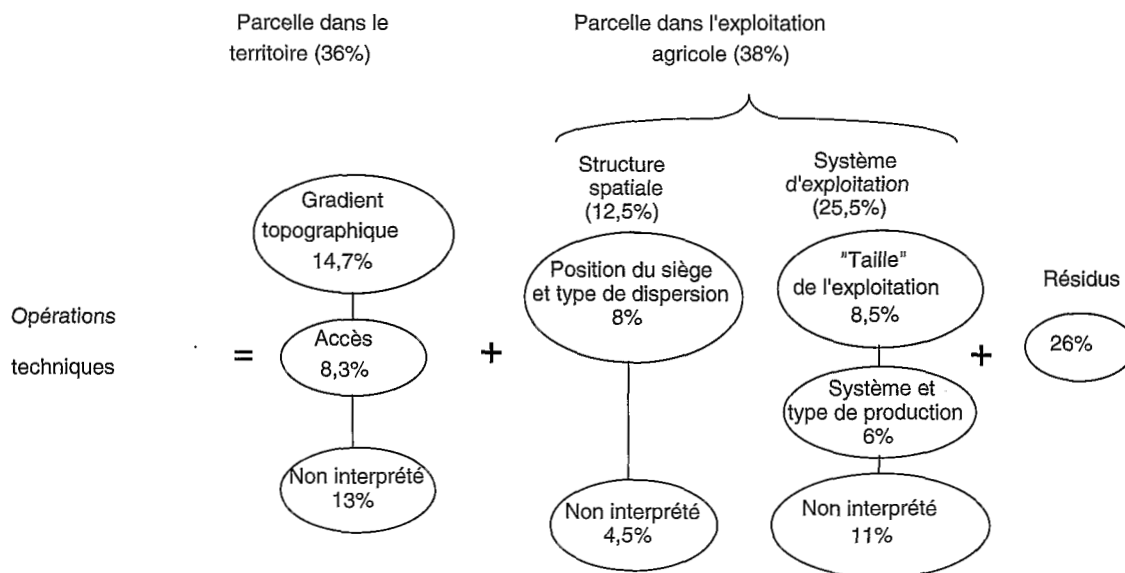 Parcelle dans le
territoire (36%)
Parcelle dans l'exploitation
agricole (38%)
Structure
spatiale
(12,5%)
Système
d'exploitation
(25,5%)
Gradient
topographique
14,7%
Position du siège
et type de dispersion
8%
"Taille"
de l'exploitation
8,5%
Résidus
Opérations
techniques
=
Accès
8,3%
+
+
26%
Système et
type de production
6%
Non interprété
13%
Non interprété
4,5%
Non interprété
11%